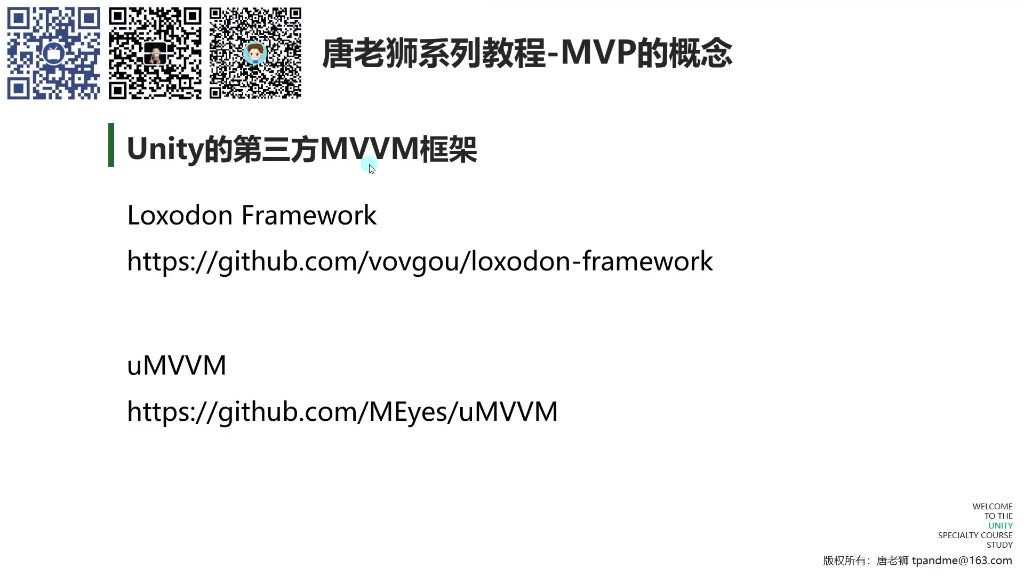 唐老狮系列教程-MVP的概念
Unity的第三方MVVM框架
Loxodon Framework
https://github.com/vovgou/loxodon-framework
uMVVM
https://github.com/MEyes/uMVVM
WELCOME
TO THE
UNITY
SPECIALTY COURSE
STUDY
版权所有：唐老狮 tpandme@163.com